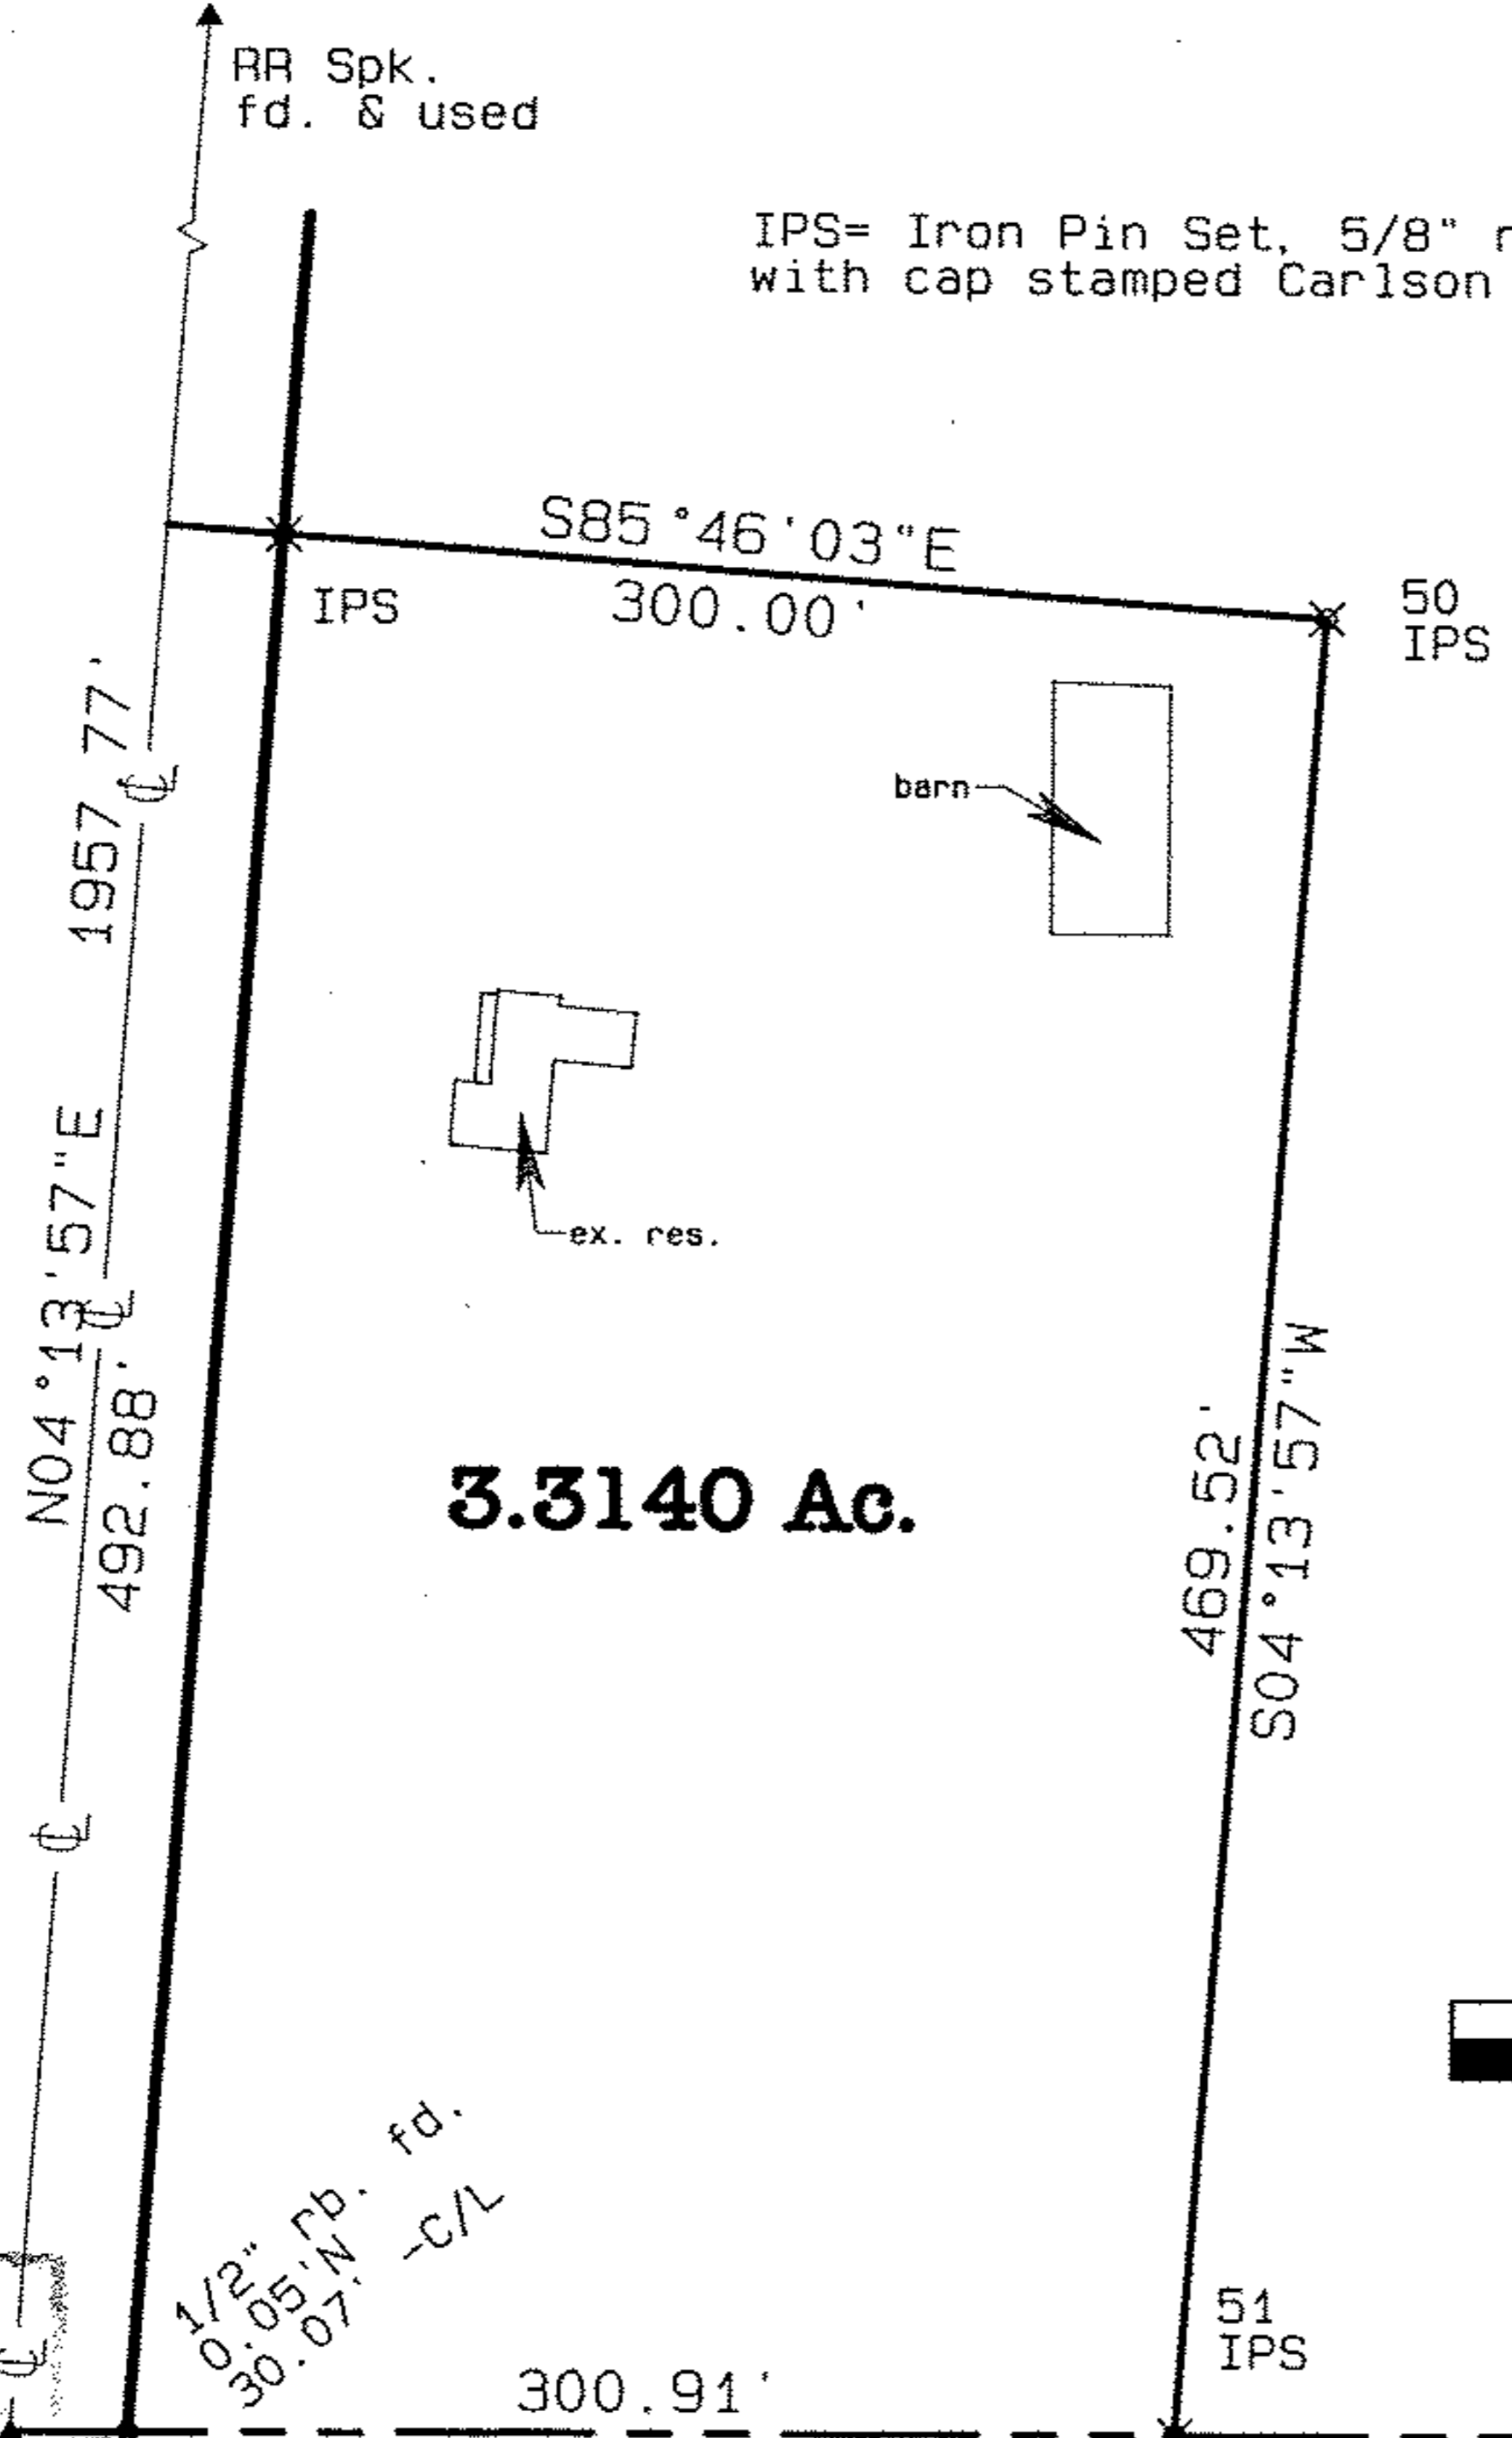 RR Spk.
fd. & used
IPS= Iron Pin Set, 5/8"
with cap stamped Carlson
S85°46'03"E
300.00'
IPS
50
IPS
barn
1957.77'
N04°13'57"E
492.88'
ex. res.
3.3140 Ac.
469.52'
S04°13'57"W
1/2" rb. fd.
0.05'N
30.07' -C/L
51
IPS
300.91'